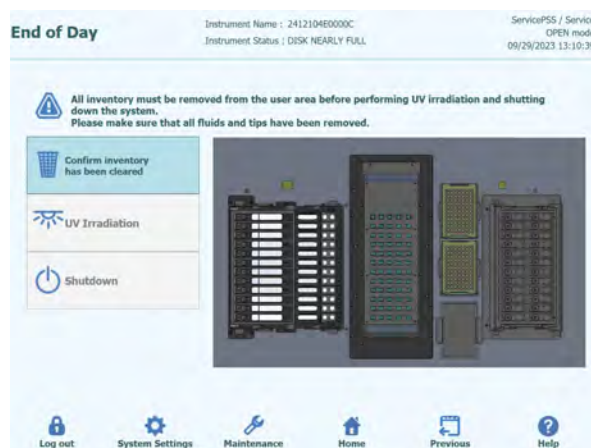 End of Day
Instrument Name : 2412104E0000C
Instrument Status : DISK NEARLY FULL
ServicePSS / Service
OPEN mode
09/29/2023 13:10:39
All inventory must be removed from the user area before performing UV irradiation and shutting
down the system.
Please make sure that all fluids and tips have been removed.
Confirm inventory
has been cleared
UV Irradiation
Shutdown
Log out
System Settings
Maintenance
Home
Previous
Help